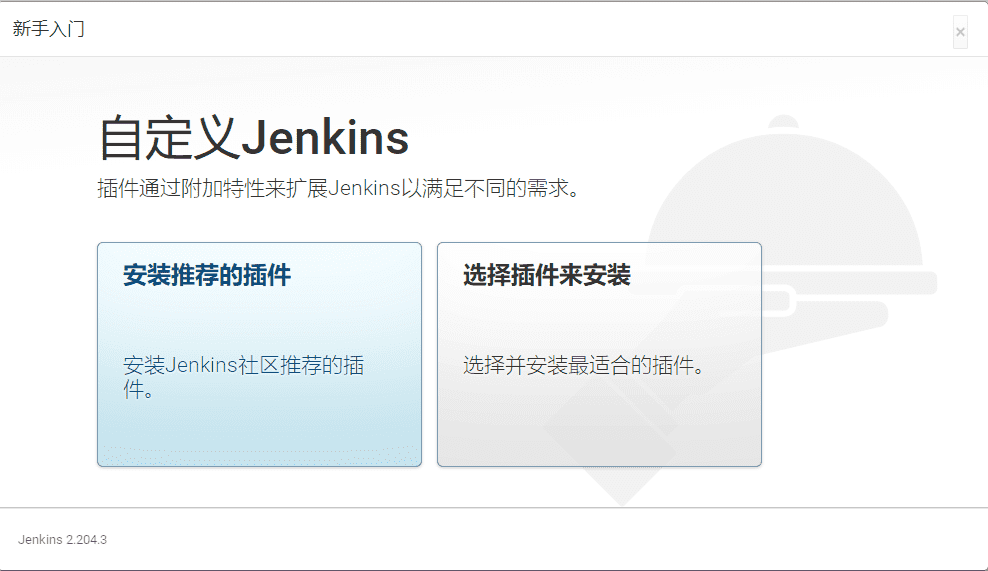 新手入门
×
自定义Jenkins
插件通过附加特性来扩展Jenkins以满足不同的需求。
安装推荐的插件
安装Jenkins社区推荐的插
件。
选择插件来安装
选择并安装最适合的插件。
Jenkins 2.204.3